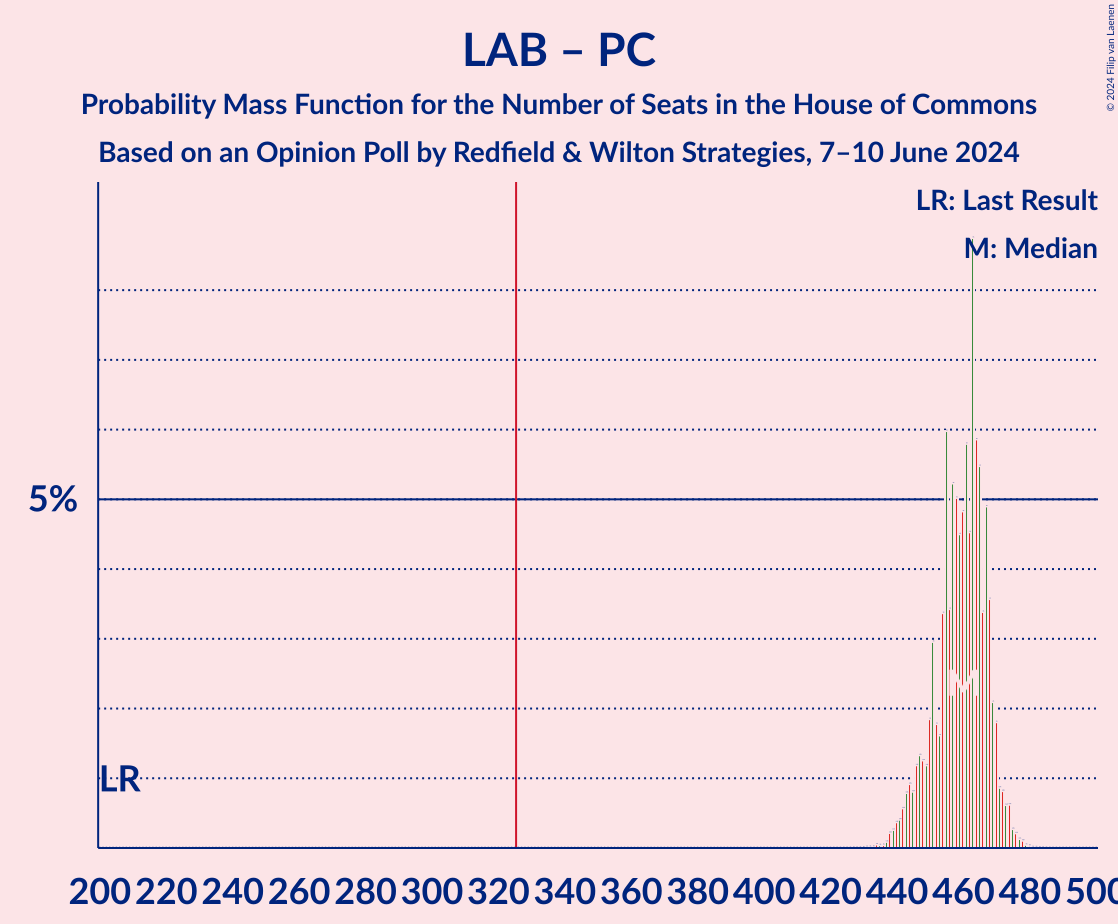 LAB – PC
Probability Mass Function for the Number of Seats in the House of Commons
Based on an Opinion Poll by Redfield & Wilton Strategies, 7–10 June 2024
© 2024 Filip van Laenen
LR: Last Result
M: Median
5%
LR
M
200 220 240 260 280 300 320 340 360 380 400 420 440 460 480 500